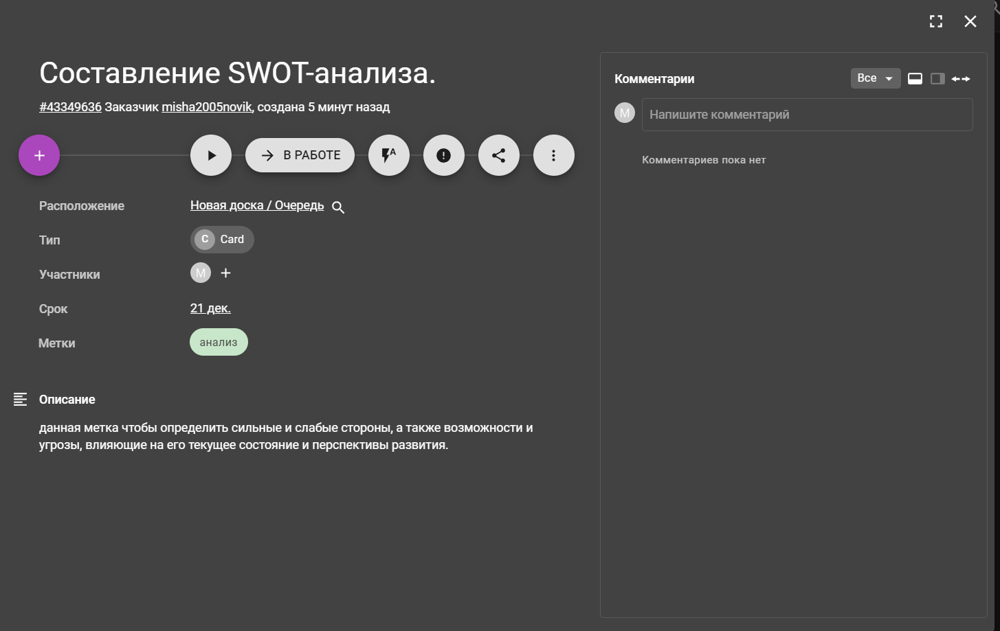 Составление SWOT-анализа.
#43349636 Заказчик misha2005novik, создана 5 минут назад
В РАБОТЕ
A
Расположение
Новая доска / Очередь
Тип
C Card
Участники
M
Срок
21 дек.
Метки
анализ
Описание
данная метка чтобы определить сильные и слабые стороны, а также возможности и
угрозы, влияющие на его текущее состояние и перспективы развития.
Комментарии
Все
M
Напишите комментарий
Комментариев пока нет